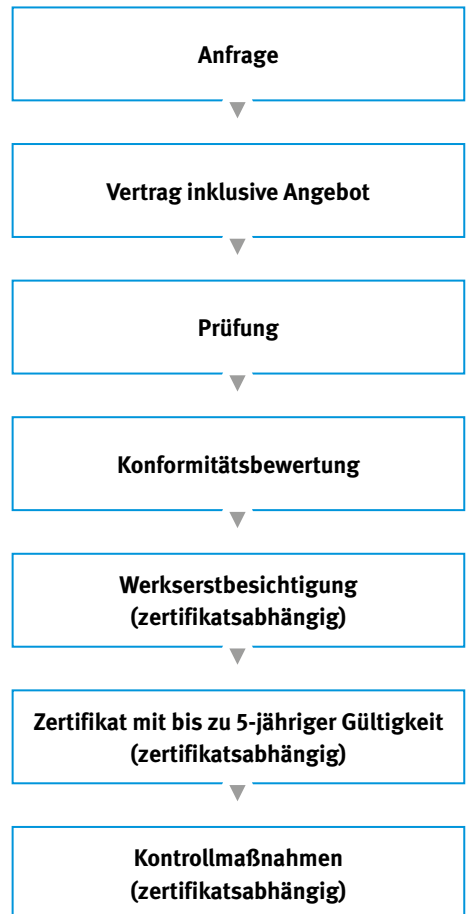 Anfrage
Vertrag inklusive Angebot
Prüfung
Konformitätsbewertung
Werkserstbesichtigung
(zertifikatsabhängig)
Zertifikat mit bis zu 5-jähriger Gültigkeit
(zertifikatsabhängig)
Kontrollmaßnahmen
(zertifikatsabhängig)